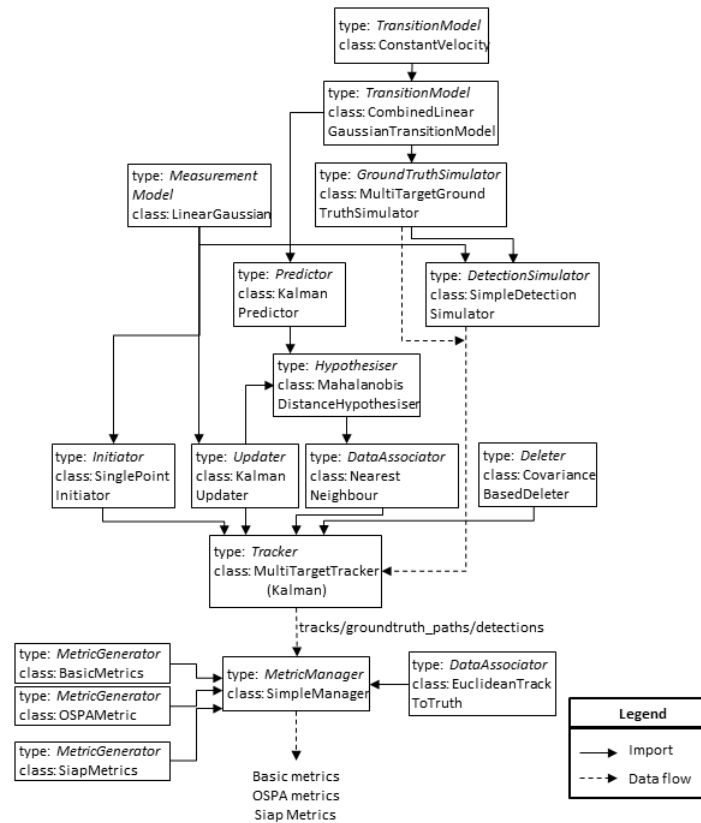 type: TransitionModel
class: ConstantVelocity
type: TransitionModel
class: CombinedLinear
GaussianTransitionModel
type: Measurement
Model
class: LinearGaussian
type: GroundTruthSimulator
class: MultiTargetGround
TruthSimulator
type: Predictor
class: Kalman
Predictor
type: DetectionSimulator
class: SimpleDetection
Simulator
type: Hypothesiser
class: Mahalanobis
DistanceHypothesiser
type: Initiator
class: SinglePoint
Initiator
type: Updater
class: Kalman
Updater
type: DataAssociator
class: Nearest
Neighbour
type: Deleter
class: Covariance
BasedDeleter
type: Tracker
class: MultiTargetTracker
(Kalman)
tracks/groundtruth_paths/detections
type: MetricGenerator
class: BasicMetrics
type: MetricGenerator
class: OSPAMetric
type: MetricGenerator
class: SiapMetrics
type: MetricManager
class: SimpleManager
type: DataAssociator
class: EuclideanTrack
ToTruth
Basic metrics
OSPA metrics
Siap Metrics
Legend
Import
Data flow